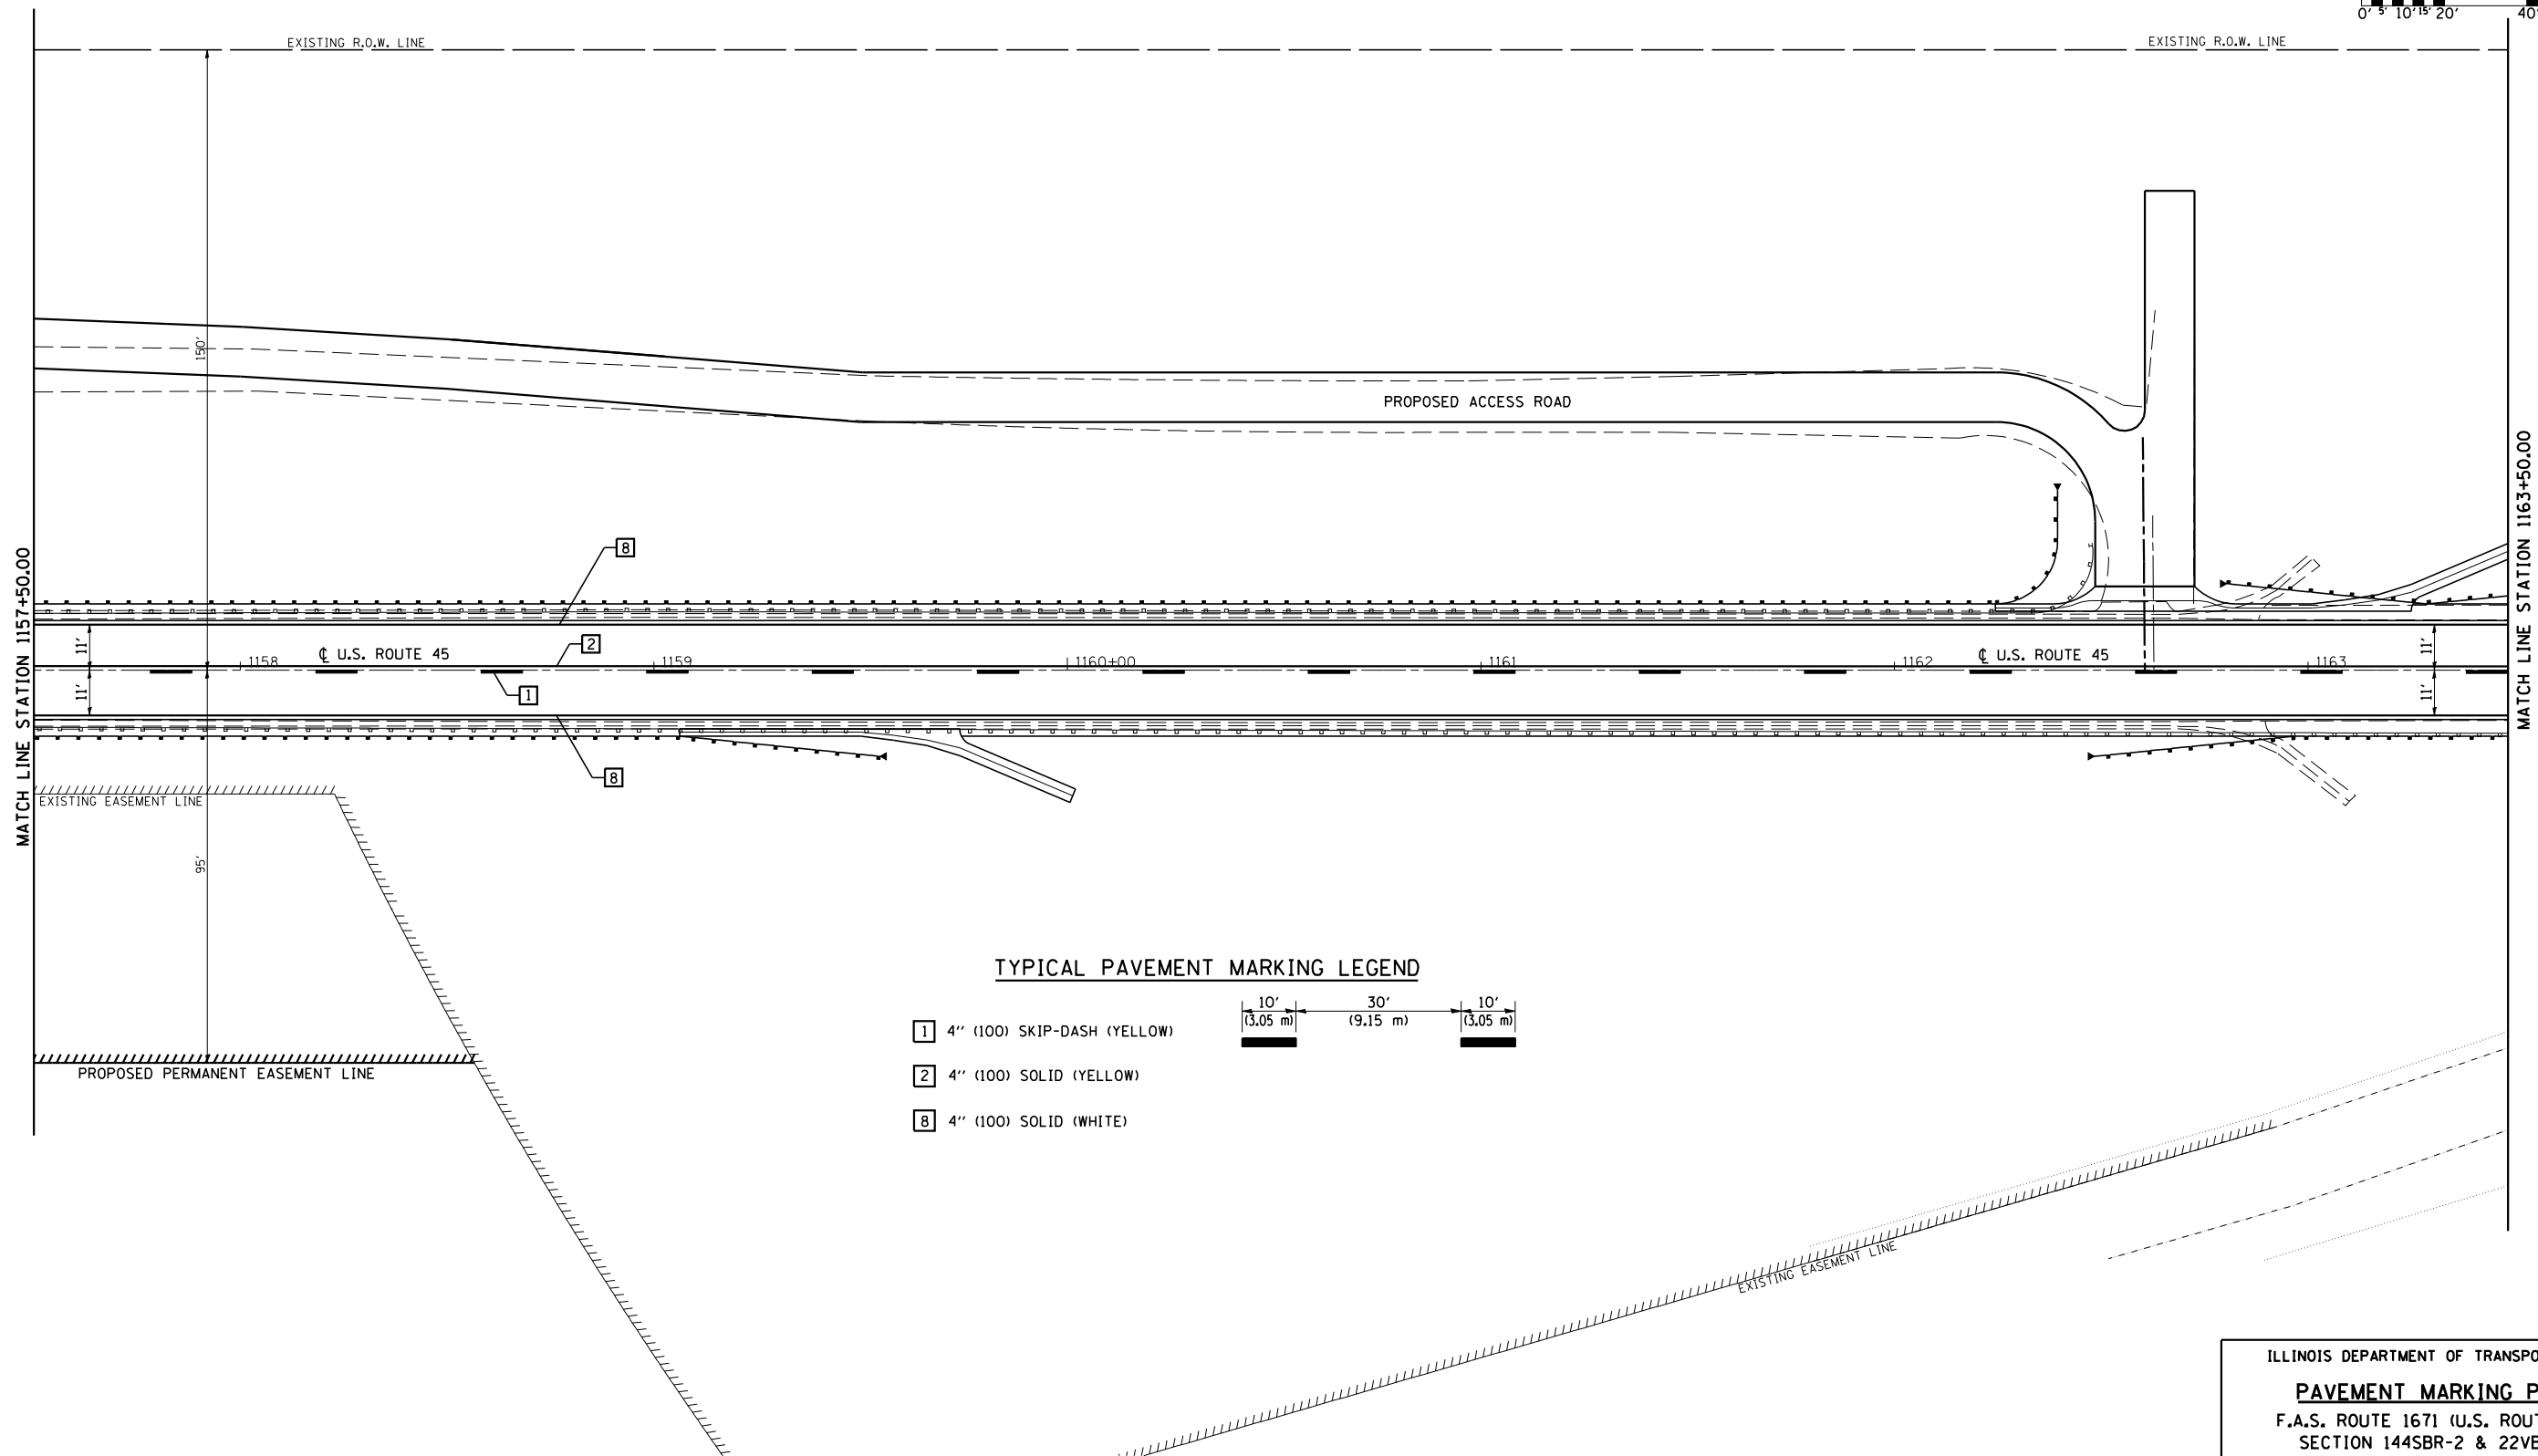 0' 5' 10' 15' 20' 40'
EXISTING R.O.W. LINE
EXISTING R.O.W. LINE
150'
PROPOSED ACCESS ROAD
MATCH LINE STATION 1157+50.00
MATCH LINE STATION 1163+50.00
8
2
11'
1158
℄ U.S. ROUTE 45
1159
1160+00
1161
1162
℄ U.S. ROUTE 45
1163
11'
11'
1
11'
8
EXISTING EASEMENT LINE
95'
PROPOSED PERMANENT EASEMENT LINE
TYPICAL PAVEMENT MARKING LEGEND
10' 30' 10'
(3.05 m) (9.15 m) (3.05 m)
1 4'' (100) SKIP-DASH (YELLOW)
2 4'' (100) SOLID (YELLOW)
8 4'' (100) SOLID (WHITE)
EXISTING EASEMENT LINE
ILLINOIS DEPARTMENT OF TRANSPO
PAVEMENT MARKING P
F.A.S. ROUTE 1671 (U.S. ROUT
SECTION 144SBR-2 & 22VB